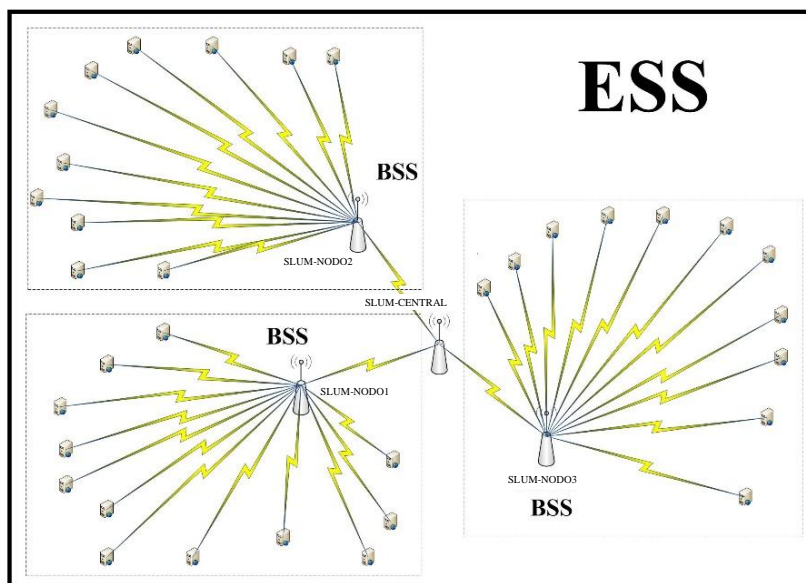 ESS
BSS
SLUM-NODO2
SLUM-CENTRAL
BSS
SLUM-NODO1
SLUM-NODO3
BSS